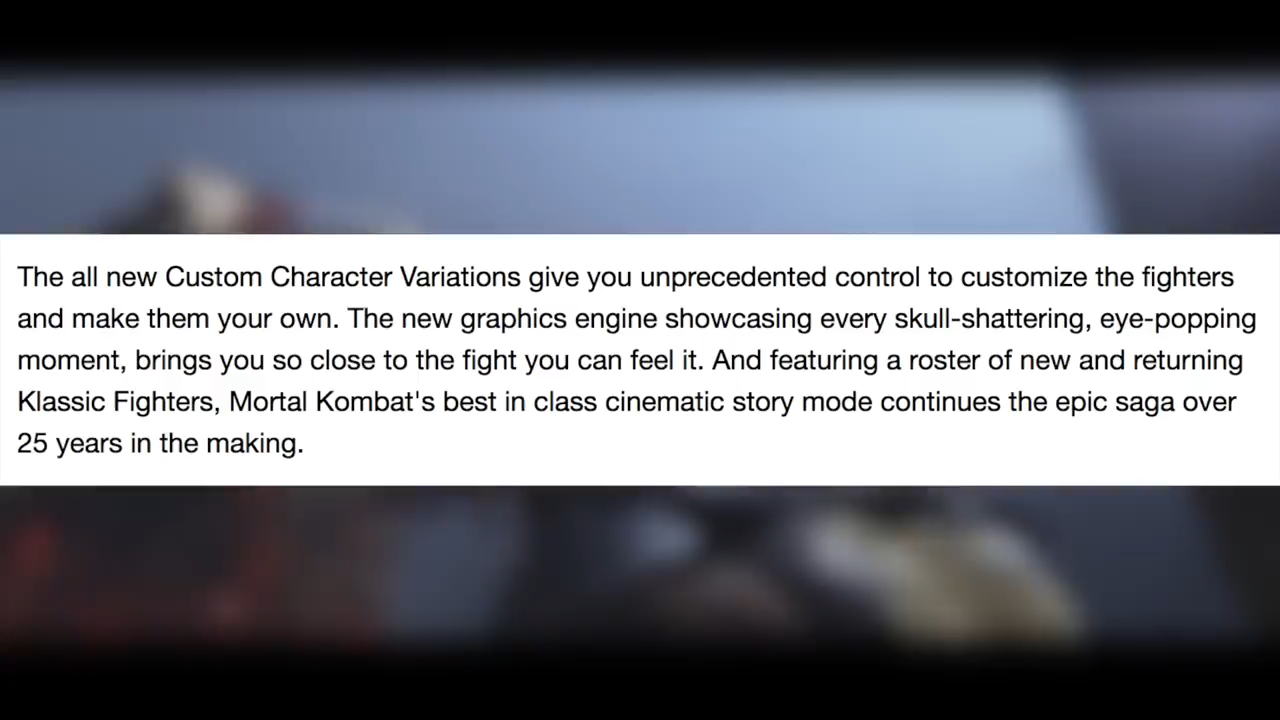 The all new Custom Character Variations give you unprecedented control to customize the fighters
and make them your own. The new graphics engine showcasing every skull-shattering, eye-popping
moment, brings you so close to the fight you can feel it. And featuring a roster of new and returning
Klassic Fighters, Mortal Kombat's best in class cinematic story mode continues the epic saga over
25 years in the making.